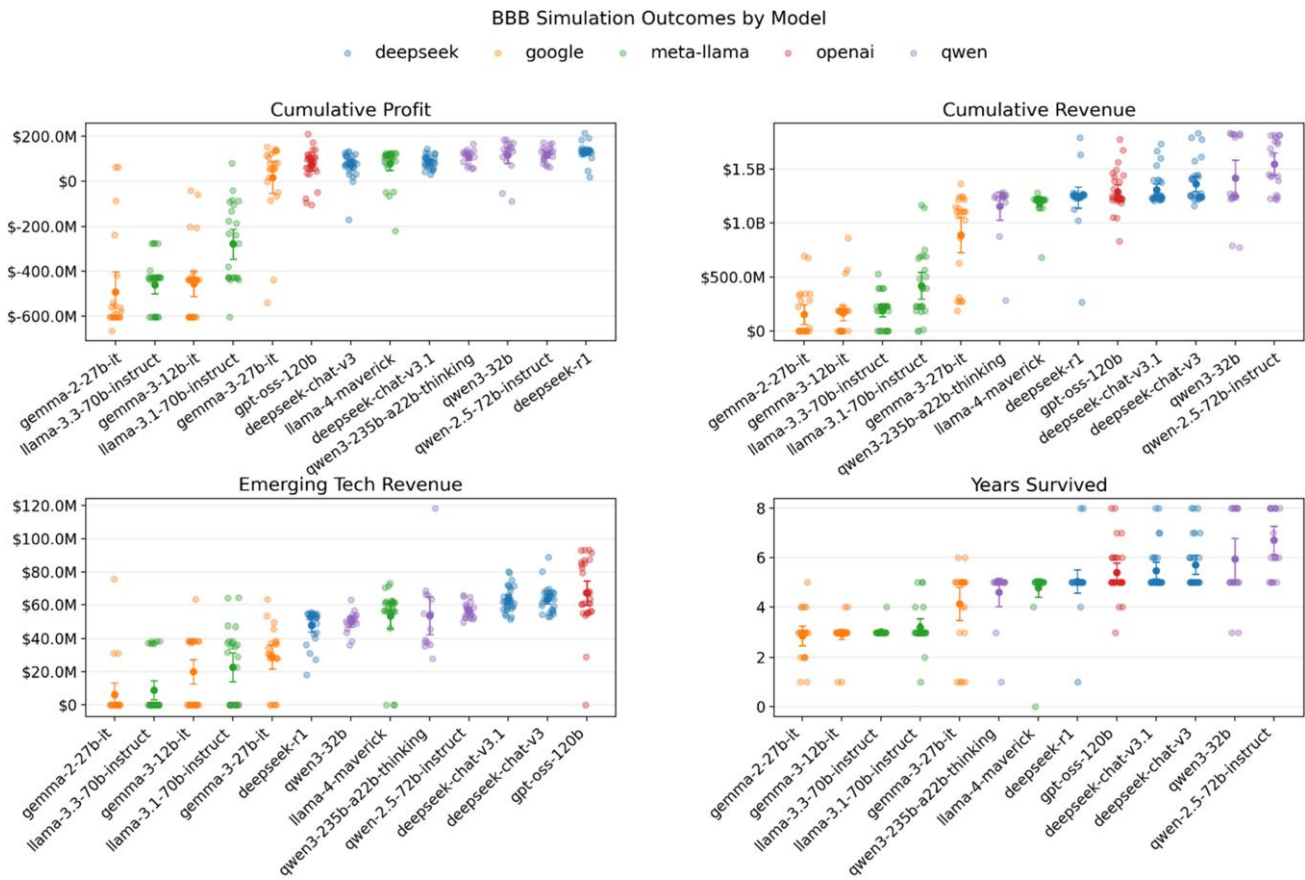 BBB Simulation Outcomes by Model
deepseek google meta-llama openai qwen
Cumulative Profit
$200.0M
$0
$-200.0M
$-400.0M
$-600.0M
gemma-2-27b-it
llama-3.3-70b-instruct
gemma-3-12b-it
llama-3.1-70b-instruct
gemma-3-27b-it
gpt-oss-120b
deepseek-chat-v3
llama-4-maverick
deepseek-chat-v3.1
qwen3-235b-a22b-thinking
qwen3-32b
qwen-2.5-72b-instruct
deepseek-r1
Cumulative Revenue
$1.5B
$1.0B
$500.0M
$0
gemma-2-27b-it
gemma-3-12b-it
llama-3.3-70b-instruct
llama-3.1-70b-instruct
gemma-3-27b-it
qwen3-235b-a22b-thinking
llama-4-maverick
deepseek-r1
gpt-oss-120b
deepseek-chat-v3.1
deepseek-chat-v3
qwen3-32b
qwen-2.5-72b-instruct
Emerging Tech Revenue
$120.0M
$100.0M
$80.0M
$60.0M
$40.0M
$20.0M
$0
gemma-2-27b-it
llama-3.3-70b-instruct
gemma-3-12b-it
llama-3.1-70b-instruct
gemma-3-27b-it
deepseek-r1
qwen3-32b
llama-4-maverick
qwen3-235b-a22b-thinking
qwen-2.5-72b-instruct
deepseek-chat-v3.1
deepseek-chat-v3
gpt-oss-120b
Years Survived
8
6
4
2
0
gemma-2-27b-it
gemma-3-12b-it
llama-3.3-70b-instruct
llama-3.1-70b-instruct
gemma-3-27b-it
qwen3-235b-a22b-thinking
llama-4-maverick
deepseek-r1
gpt-oss-120b
deepseek-chat-v3.1
deepseek-chat-v3
qwen3-32b
qwen-2.5-72b-instruct